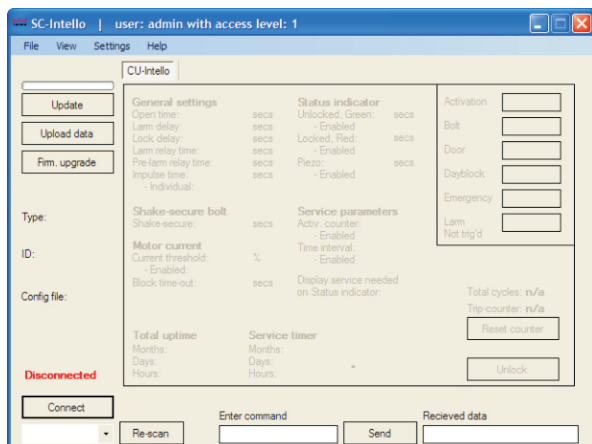 SC-Intello | user: admin with access level: 1
File View Settings Help
CU-Intello
Update
Upload data
Firm. upgrade
Type:
ID:
Config file:
Disconnected
Connect
General settings
Open time: secs
Larm delay: secs
Lock delay: secs
Larm relay time: secs
Pre-larm relay time: secs
Impulse time: secs
- Individual:
Shake-secure bolt
Shake-secure: secs
Motor current
Current threshold: %
- Enabled:
Block time-out: secs
Total uptime
Months:
Days:
Hours:
Status indicator
Unlocked, Green: secs
- Enabled
Locked, Red: secs
- Enabled
Piezo: secs
- Enabled
Service parameters
Activ. counter:
- Enabled
Time interval:
- Enabled
Display service needed
on Status indicator:
Service timer
Months:
Days: -
Hours:
Activation
Bolt
Door
Dayblock
Emergency
Larm
Not trig'd
Total cycles: n/a
Trip-counter: n/a
Reset counter
Unlock
Re-scan
Enter command
Send
Recieved data